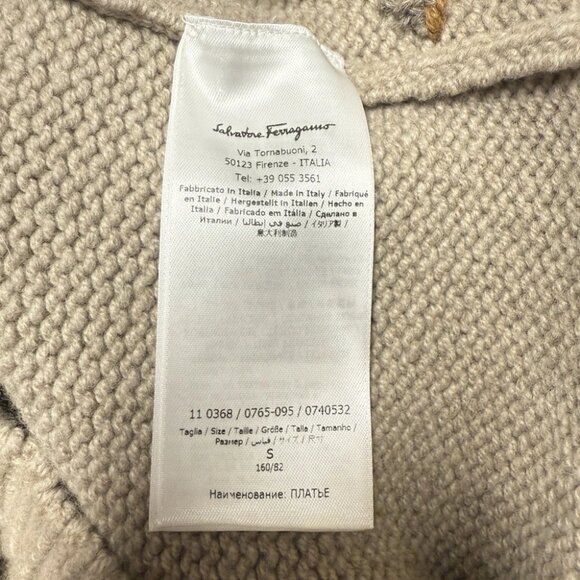 Salvatore Ferragamo
Via Tornabuoni, 2
50123 Firenze - ITALIA
Tel: +39 055 3561
Fabbricato in Italia / Made in Italy / Fabriqué
en Italie / Hergestellt in Italien / Hecho en
Italia / Fabricado em Itália / Сделано в
Италии / صنع في إيطاليا / イタリア製 /
意大利制造
11 0368 / 0765-095 / 0740532
Taglia / Size / Taille / Größe / Talla / Tamanho /
Размер / قياس / サイズ / 尺寸
S
160/82
Наименование: ПЛАТЬЕ